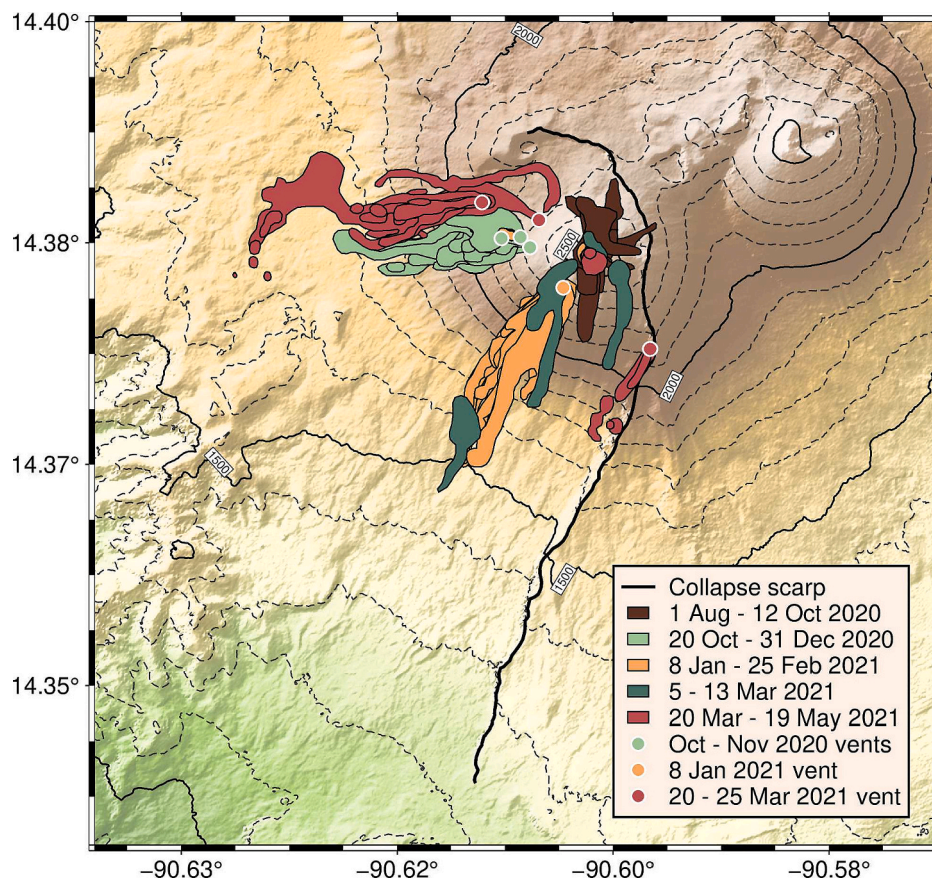 14.40°
14.38°
14.37°
14.35°
−90.63°
−90.62°
−90.60°
−90.58°
2000
2500
2000
1500
1500
Collapse scarp
1 Aug - 12 Oct 2020
20 Oct - 31 Dec 2020
8 Jan - 25 Feb 2021
5 - 13 Mar 2021
20 Mar - 19 May 2021
Oct - Nov 2020 vents
8 Jan 2021 vent
20 - 25 Mar 2021 vent